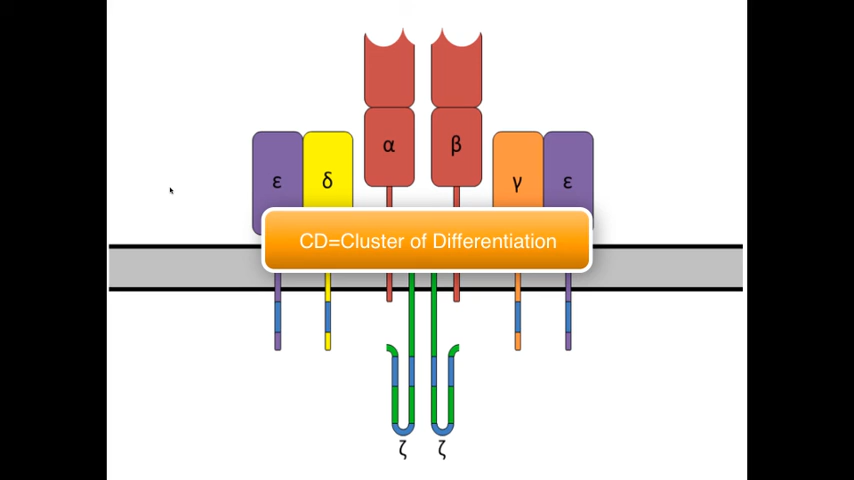 α β
ε δ γ ε
CD=Cluster of Differentiation
ζ ζ